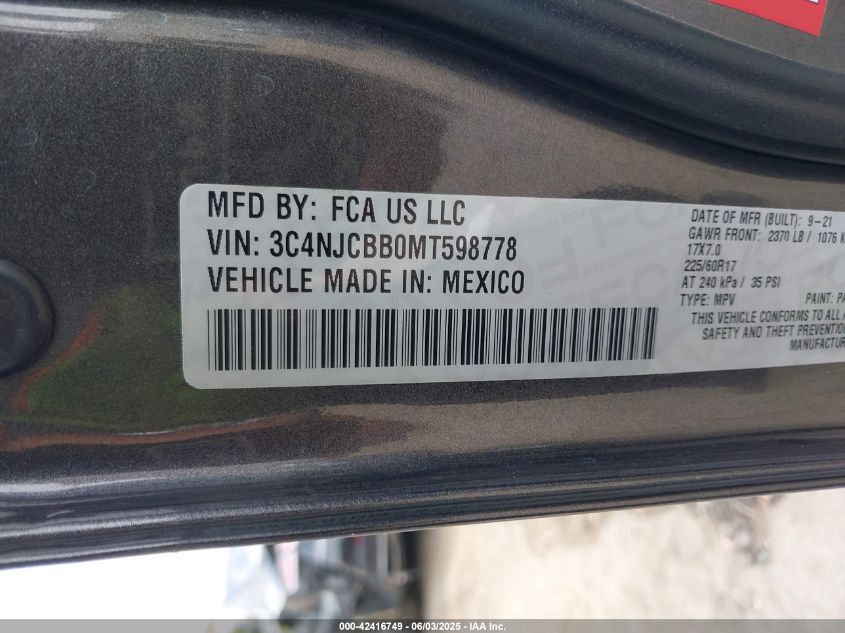 MFD BY: FCA US LLC
VIN: 3C4NJCBB0MT598778
VEHICLE MADE IN: MEXICO
DATE OF MFR (BUILT): 9-21
GAWR FRONT: 2370 LB / 1076 K
17X7.0
225/60R17
AT 240 kPa / 35 PSI
TYPE: MPV PAINT: PA
THIS VEHICLE CONFORMS TO ALL A
SAFETY AND THEFT PREVENTION
MANUFACTUR
000-42416749 - 06/03/2025 - IAA Inc.